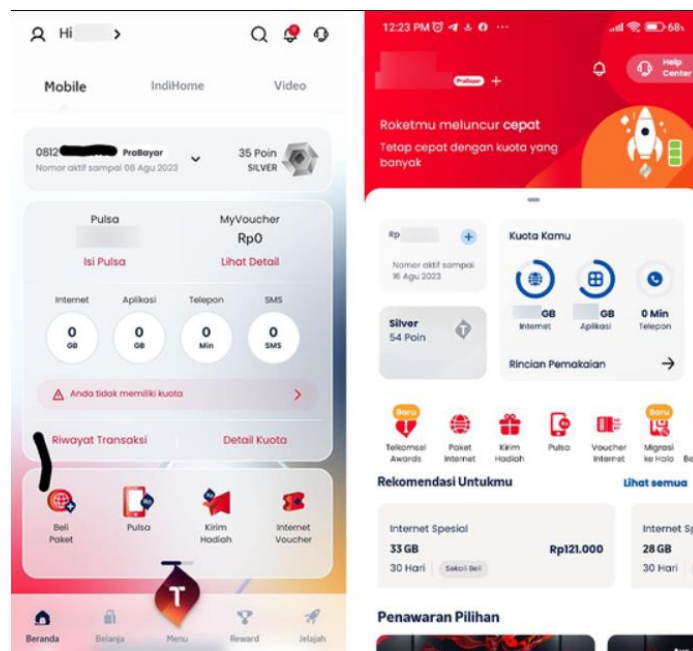 Hi
Mobile
IndiHome
Video
0812
PraBayar
Nomor aktif sampai 08 Agu 2023
35 Poin
SILVER
Pulsa
Isi Pulsa
MyVoucher
Rp0
Lihat Detail
Internet
Aplikasi
Telepon
SMS
0
GB
0
GB
0
Min
0
SMS
Anda tidak memiliki kuota
Riwayat Transaksi
Detail Kuota
Beli
Paket
Pulsa
Kirim
Hadiah
Internet
Voucher
T
Beranda
Belanja
Menu
Reward
Jelajah
12:23 PM
68%
PraBayar
Help
Center
Roketmu meluncur cepat
Tetap cepat dengan kuota yang
banyak
Rp
Nomor aktif sampai
16 Agu 2023
Silver
54 Poin
Kuota Kamu
GB
Internet
GB
Aplikasi
0 Min
Telepon
Rincian Pemakaian
Baru
Telkomsel
Awards
Paket
Internet
Kirim
Hadiah
Pulsa
Voucher
Internet
Baru
Migrasi
ke Halo
Be
Rekomendasi Untukmu
Lihat semua
Internet Spesial
33 GB
Rp121.000
30 Hari
Sekali Beli
Internet Sp
28 GB
30 Hari
Penawaran Pilihan